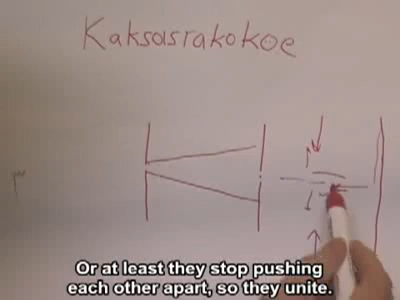 Kaksoisrakokoe
Or at least they stop pushing
each other apart, so they unite.